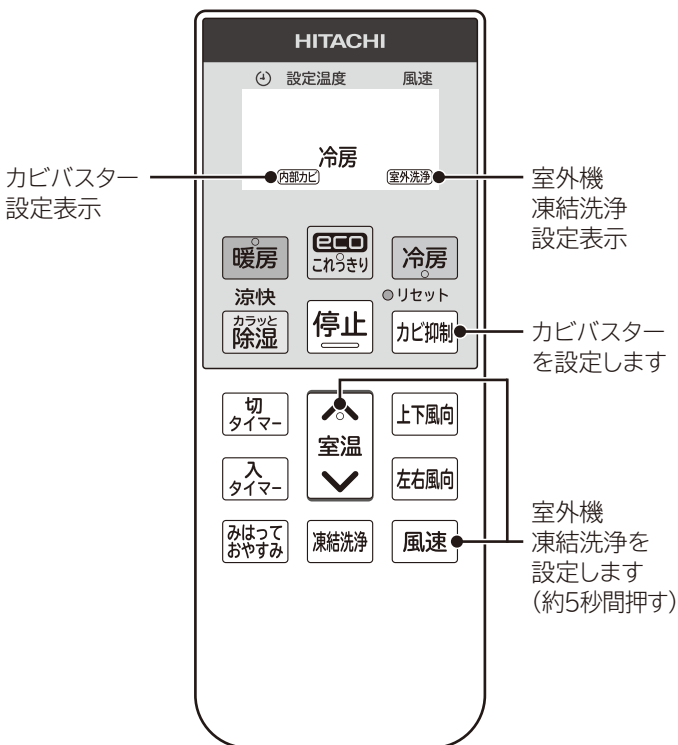 HITACHI
設定温度 風速
冷房
内部カビ 室外洗浄
カビバスター
設定表示
室外機
凍結洗浄
設定表示
暖房
eco
これっきり
冷房
涼快
カラッと
除湿
停止
リセット
カビ抑制
カビバスター
を設定します
切
タイマー
室温
上下風向
入
タイマー
左右風向
みはって
おやすみ
凍結洗浄
風速
室外機
凍結洗浄を
設定します
（約5秒間押す）